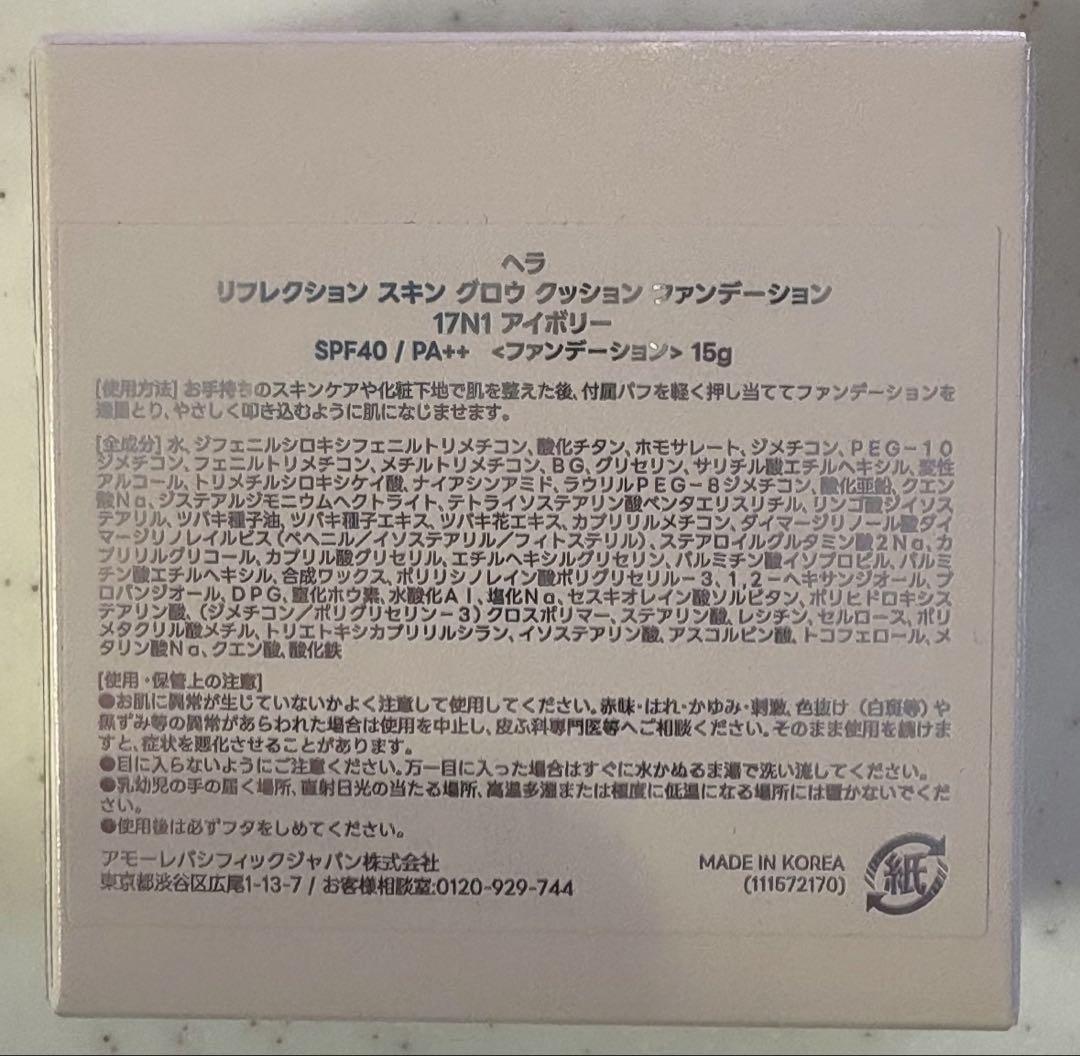 ヘラ
リフレクション スキン グロウ クッション ファンデーション
17N1 アイボリー
SPF40 / PA++ <ファンデーション> 15g
[使用方法] お手持ちのスキンケアや化粧下地で肌を整えた後、付属パフを軽く押し当ててファンデーションを
適量とり、やさしく叩き込むように肌になじませます。
[全成分] 水、ジフェニルシロキシフェニルトリメチコン、酸化チタン、ホモサレート、ジメチコン、PEG-10
ジメチコン、フェニルトリメチコン、メチルトリメチコン、BG、グリセリン、サリチル酸エチルヘキシル、変性
アルコール、トリメチルシロキシケイ酸、ナイアシンアミド、ラウリルPEG-8ジメチコン、酸化亜鉛、クエン
酸Na、ジステアルジモニウムヘクトライト、テトライソステアリン酸ペンタエリスリチル、リンゴ酸ジイソス
テアリル、ツバキ種子油、ツバキ種子エキス、ツバキ花エキス、カプリリルメチコン、ダイマージリノール酸ダイ
マージリノレイルビス(ベヘニル/イソステアリル/フィトステリル)、ステアロイルグルタミン酸2Na、カ
プリリルグリコール、カプリル酸グリセリル、エチルヘキシルグリセリン、パルミチン酸イソプロピル、パルミ
チン酸エチルヘキシル、合成ワックス、ポリリシノレイン酸ポリグリセリル-3、1,2-ヘキサンジオール、プ
ロパンジオール、DPG、窒化ホウ素、水酸化Al、塩化Na、セスキオレイン酸ソルビタン、ポリヒドロキシス
テアリン酸、(ジメチコン/ポリグリセリン-3)クロスポリマー、ステアリン酸、レシチン、セルロース、ポリ
メタクリル酸メチル、トリエトキシカプリリルシラン、イソステアリン酸、アスコルビン酸、トコフェロール、メ
タリン酸Na、クエン酸、酸化鉄
[使用・保管上の注意]
●お肌に異常が生じていないかよく注意して使用してください。赤味・はれ・かゆみ・刺激、色抜け(白斑等)や
黒ずみ等の異常があらわれた場合は使用を中止し、皮ふ科専門医等へご相談ください。そのまま使用を続けま
すと、症状を悪化させることがあります。
●目に入らないようにご注意ください。万一目に入った場合はすぐに水かぬるま湯で洗い流してください。
●乳幼児の手の届く場所、直射日光の当たる場所、高温多湿または極度に低温になる場所には置かないでくだ
さい。
●使用後は必ずフタをしめてください。
アモーレパシフィックジャパン株式会社
東京都渋谷区広尾1-13-7 / お客様相談室:0120-929-744
MADE IN KOREA
(111572170)
紙